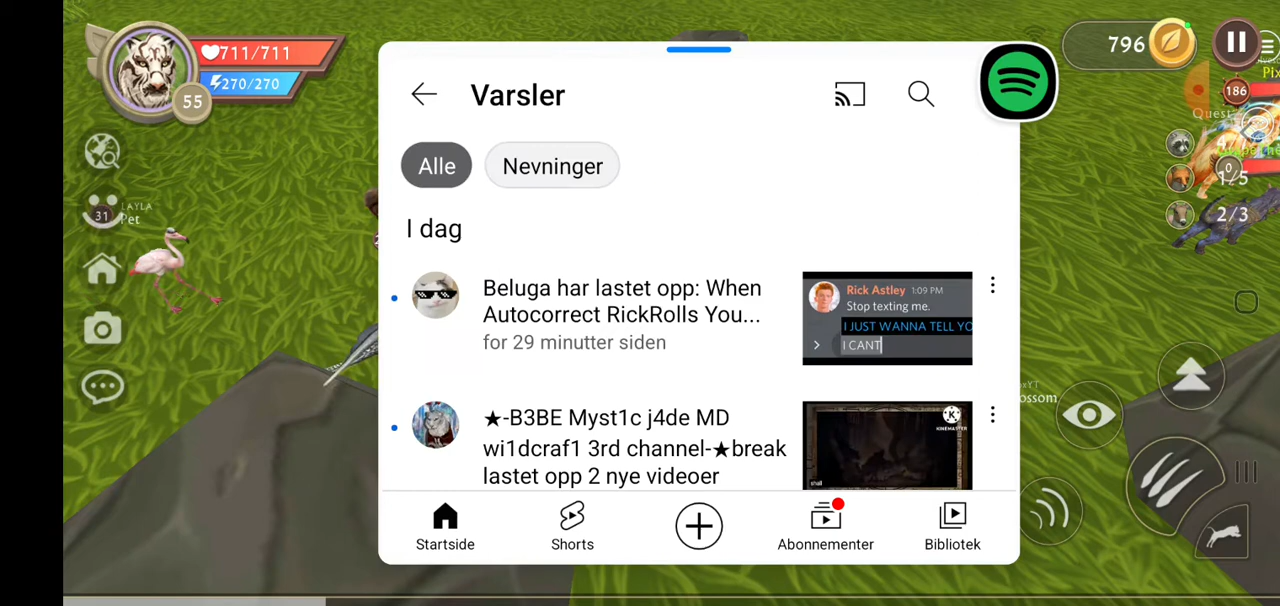 711/711
270/270
55
LAYLA
31
Pet
796
186
Quest
1/5
2/3
Varsler
Alle
Nevninger
I dag
Beluga har lastet opp: When
Autocorrect RickRolls You...
for 29 minutter siden
Rick Astley 1:09 PM
Stop texting me.
I JUST WANNA TELL YO
I CANT
★-B3BE Myst1c j4de MD
wi1dcraf1 3rd channel-★break
lastet opp 2 nye videoer
KINEMASTER
Startside
Shorts
Abonnementer
Bibliotek